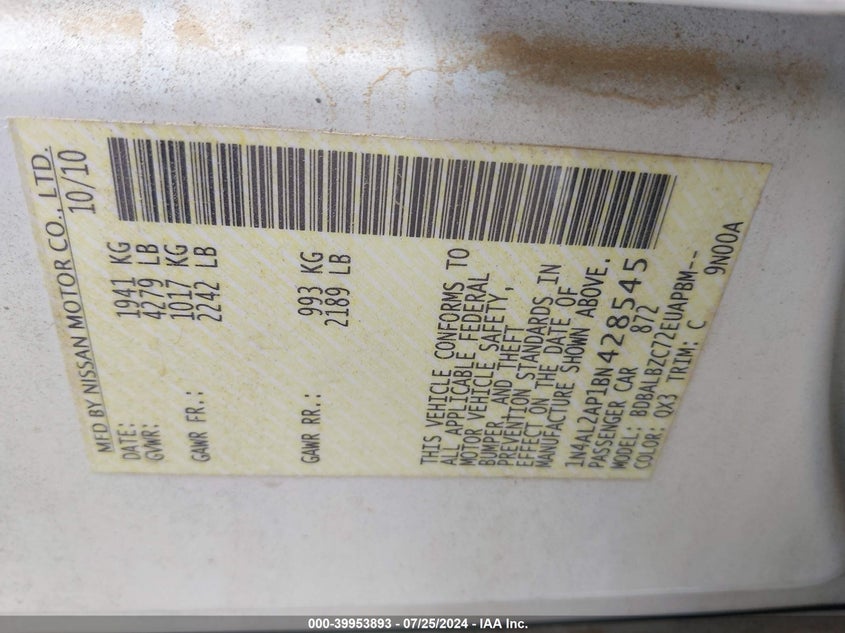 MFD BY NISSAN MOTOR CO., LTD.
DATE: 10/10
GVWR: 1941 KG
4279 LB
GAWR FR.: 1017 KG
2242 LB
GAWR RR.: 993 KG
2189 LB
THIS VEHICLE CONFORMS TO
ALL APPLICABLE FEDERAL
MOTOR VEHICLE SAFETY,
BUMPER, AND THEFT
PREVENTION STANDARDS IN
EFFECT ON THE DATE OF
MANUFACTURE SHOWN ABOVE.
1N4AL2AP1BN428545
PASSENGER CAR 872
MODEL: BDBALBZC72EUAPBM--
COLOR: QX3 TRIM: C 9N00A
000-39953893 - 07/25/2024 - IAA Inc.